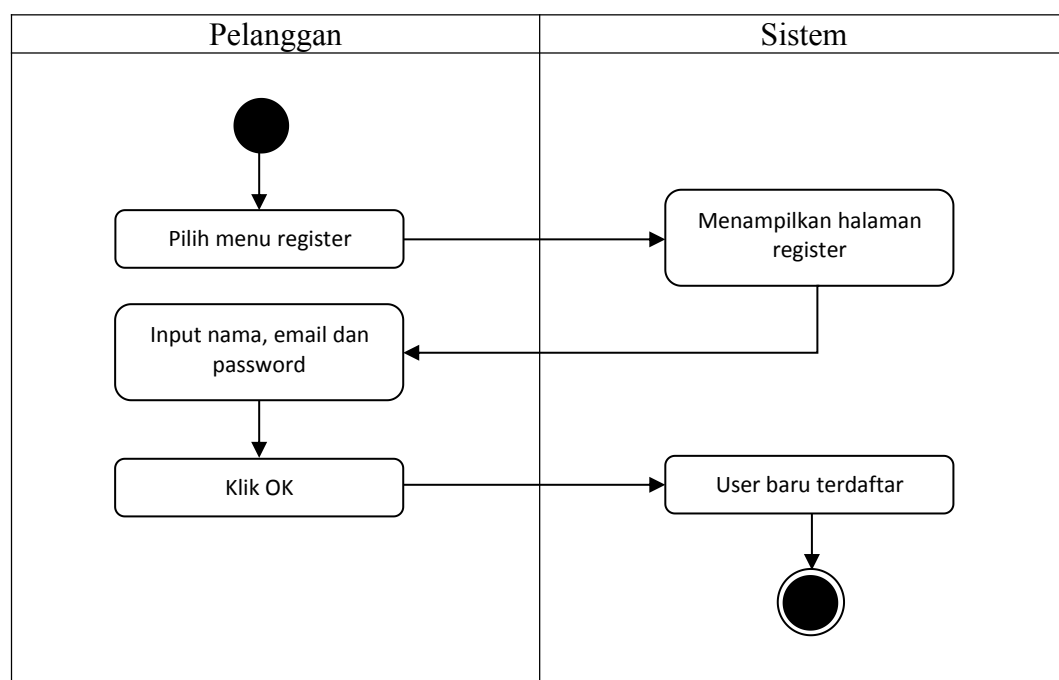 Pelanggan
Sistem
Pilih menu register
Menampilkan halaman
register
Input nama, email dan
password
Klik OK
User baru terdaftar